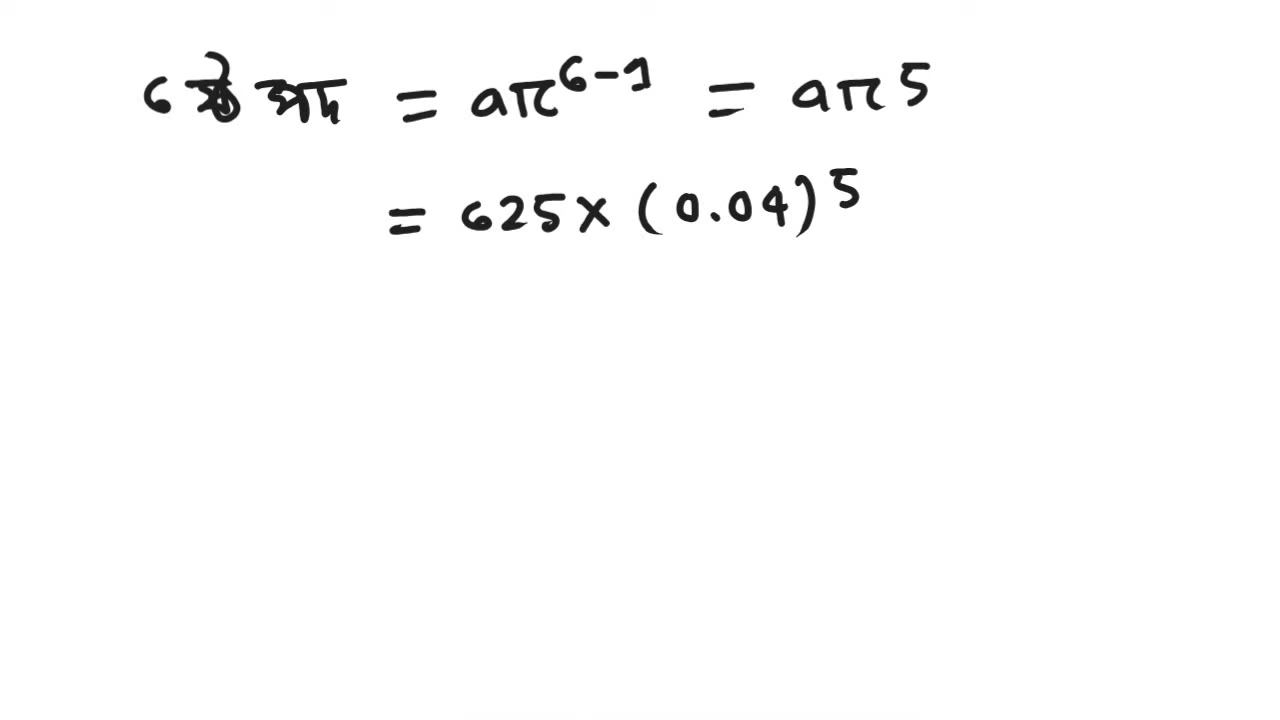 6 ষ্ঠ পদ = ar^{6-1} = ar^5
= 625 × (0.04)^5